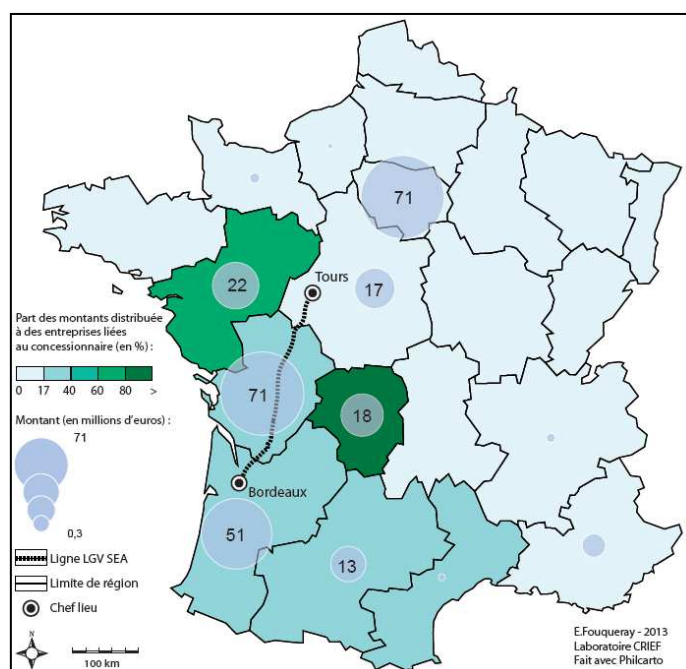 71
22
Tours
17
Part des montants distribuée
à des entreprises liées
au concessionnaire (en %) :
0 17 40 60 80 >
71
18
Montant (en millions d'euros) :
71
0,3
Bordeaux
51
13
Ligne LGV SEA
Limite de région
Chef lieu
N
100 km
E.Fouqueray - 2013
Laboratoire CRIEF
Fait avec Philcarto